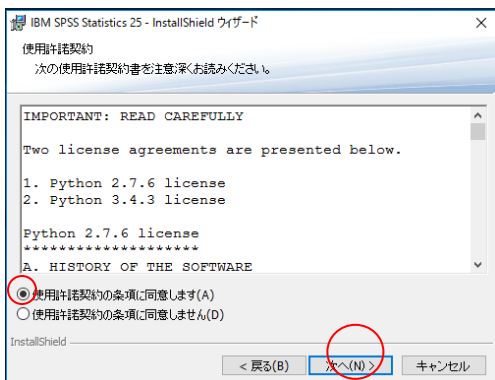 IBM SPSS Statistics 25 - InstallShield ウィザード
使用許諾契約
次の使用許諾契約書を注意深くお読みください。
IMPORTANT: READ CAREFULLY
Two license agreements are presented below.
1. Python 2.7.6 license
2. Python 3.4.3 license
Python 2.7.6 license
********************
A. HISTORY OF THE SOFTWARE
使用許諾契約の条項に同意します(A)
使用許諾契約の条項に同意しません(D)
InstallShield
< 戻る(B) 次へ(N) > キャンセル